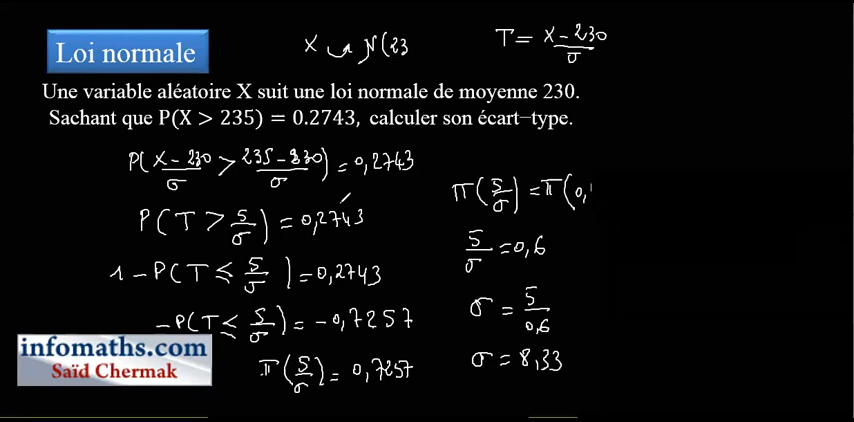 Loi normale
X ↝ N(23
T = (X − 230)/σ
Une variable aléatoire X suit une loi normale de moyenne 230.
Sachant que P(X > 235) = 0.2743, calculer son écart−type.
P((X − 230)/σ > (235 − 230)/σ) = 0,2743
P(T > 5/σ) = 0,2743
1 − P(T ≤ 5/σ) = 0,2743
−P(T ≤ 5/σ) = −0,7257
π(5/σ) = 0,7257
π(5/σ) = π(0,
5/σ = 0,6
σ = 5/0,6
σ = 8,33
infomaths.com
Saïd Chermak